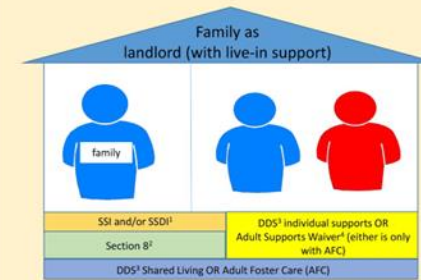 Family as
landlord (with live-in support)
family
SSI and/or SSDI¹
Section 8²
DDS³ individual supports OR
Adult Supports Waiver⁴ (either is only
with AFC)
DDS³ Shared Living OR Adult Foster Care (AFC)